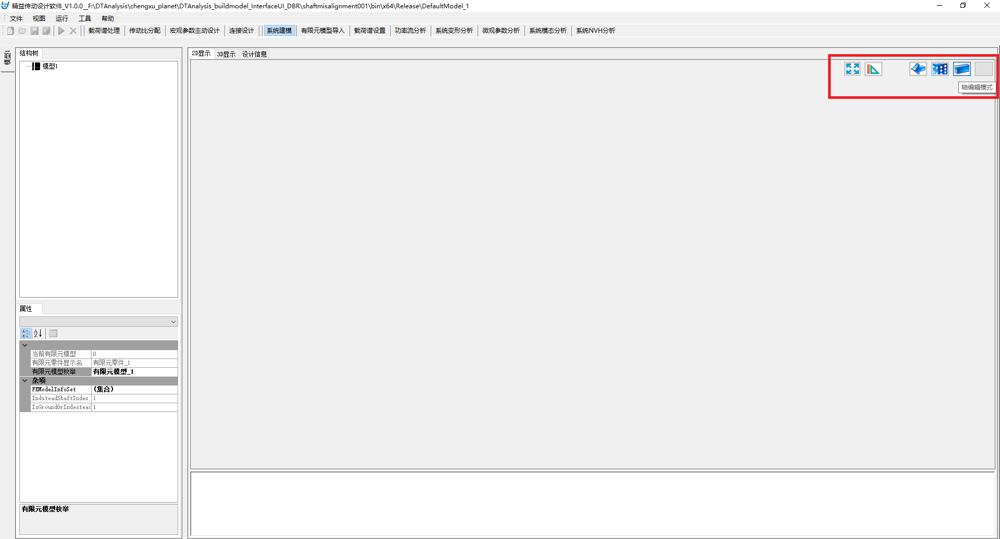 精益传动设计软件_V1.0.0__F:\DTAnalysis\chengxu_planet\DTAnalysis_buildmodel_InterfaceUI_DBR\shaftmisalignment001\bin\x64\Release\DefaultModel_1
文件 视图 运行 工具 帮助
载荷谱处理 传动比分配 宏观参数主动设计 连接设计 系统建模 有限元模型导入 载荷谱设置 功率流分析 系统变形分析 微观参数分析 系统模态分析 系统NVH分析
模型1
结构树
模型1
2D显示 3D显示 设计信息
轴编辑模式
属性
当前有限元模型 0
有限元零件显示名 有限元零件_1
有限元模型枚举 有限元模型_1
杂项
FEModelInfoSet (集合)
IndsteadShaftIndex 1
IsGroundOrIndestead 1
有限元模型枚举